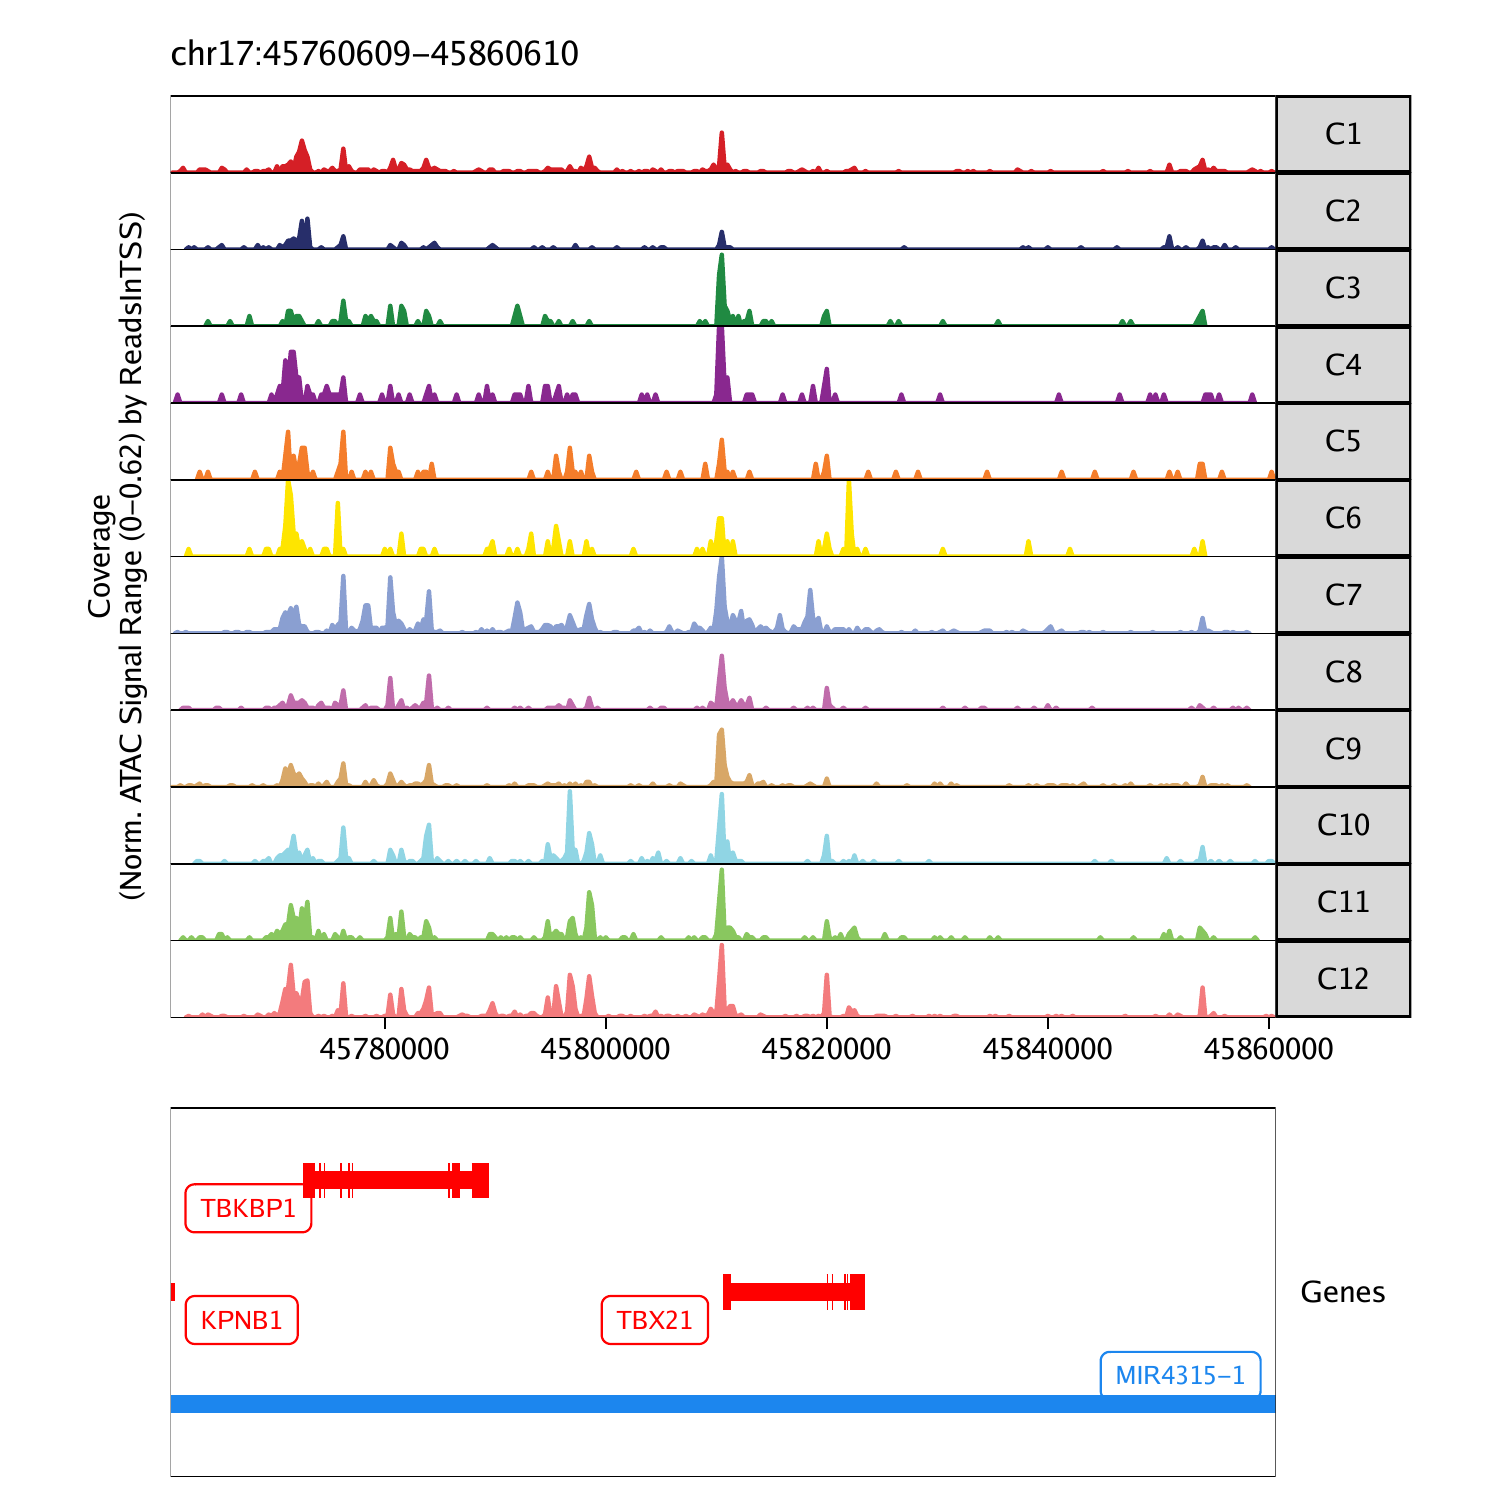 chr17:45760609−45860610
Coverage
(Norm. ATAC Signal Range (0−0.62) by ReadsInTSS)
C1
C2
C3
C4
C5
C6
C7
C8
C9
C10
C11
C12
45780000 45800000 45820000 45840000 45860000
TBKBP1
KPNB1 TBX21 Genes
MIR4315−1